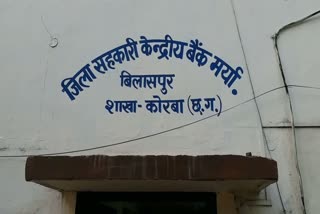 जिला सहकारी केन्द्रीय बैंक मर्या.
बिलासपुर
शाखा- कोरबा (छ.ग.)